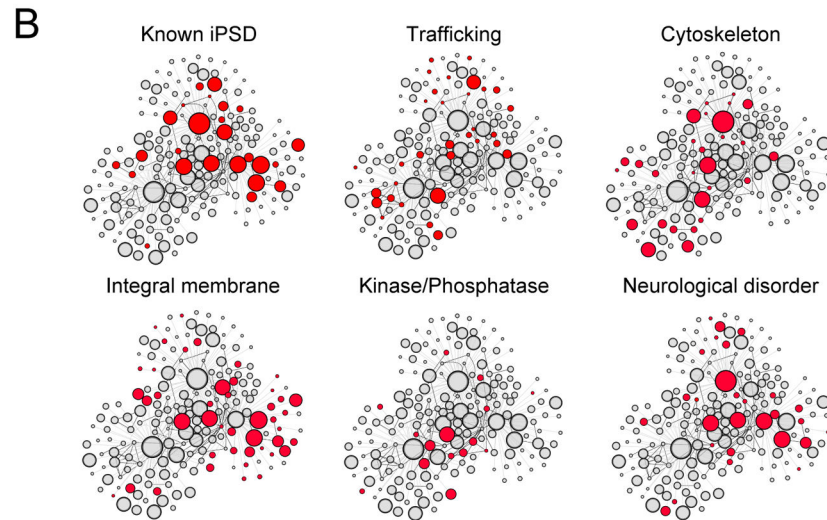 B
Known iPSD
Trafficking
Cytoskeleton
Integral membrane
Kinase/Phosphatase
Neurological disorder